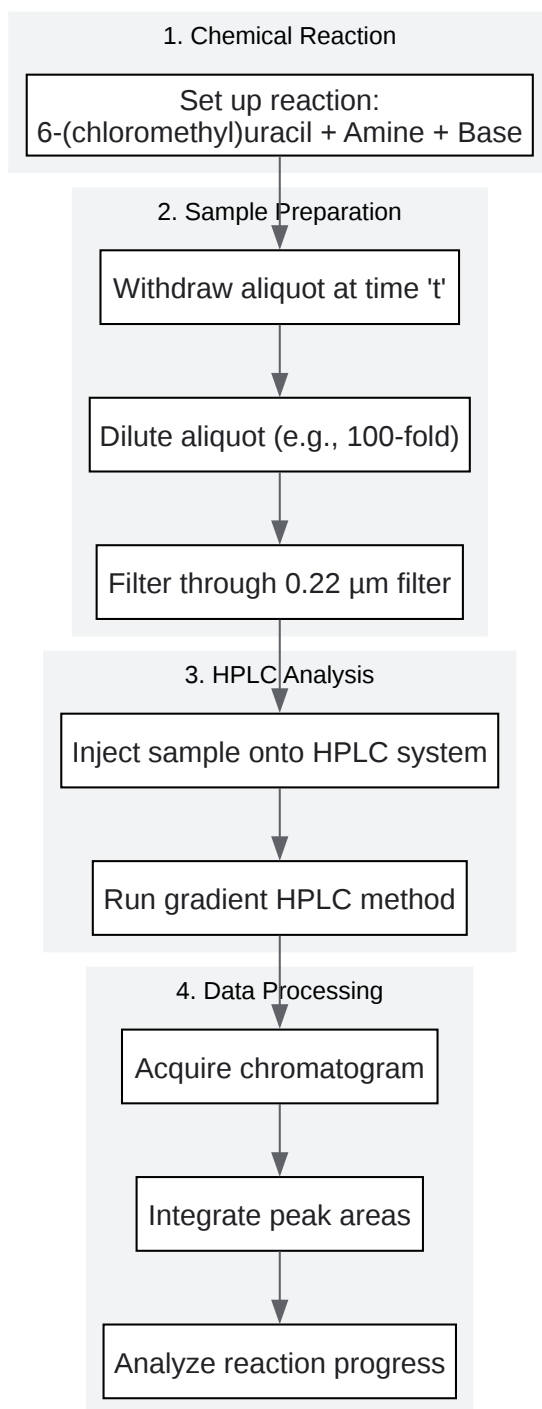 1. Chemical Reaction
Set up reaction:
6-(chloromethyl)uracil + Amine + Base
2. Sample Preparation
Withdraw aliquot at time 't'
Dilute aliquot (e.g., 100-fold)
Filter through 0.22 µm filter
3. HPLC Analysis
Inject sample onto HPLC system
Run gradient HPLC method
4. Data Processing
Acquire chromatogram
Integrate peak areas
Analyze reaction progress